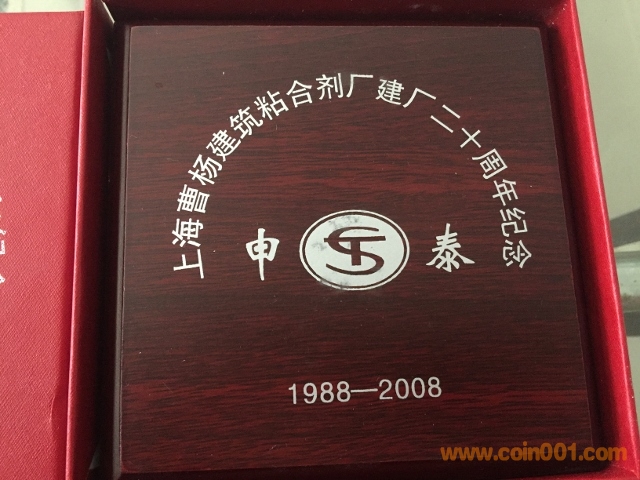 上海曹杨建筑粘合剂厂建厂二十周年纪念
申 泰
1988—2008
www.coin001.com